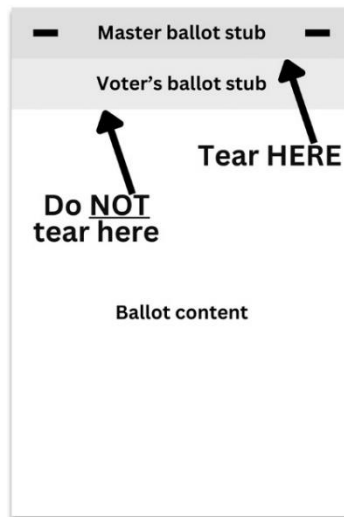 Master ballot stub
Voter’s ballot stub
Tear HERE
Do NOT
tear here
Ballot content